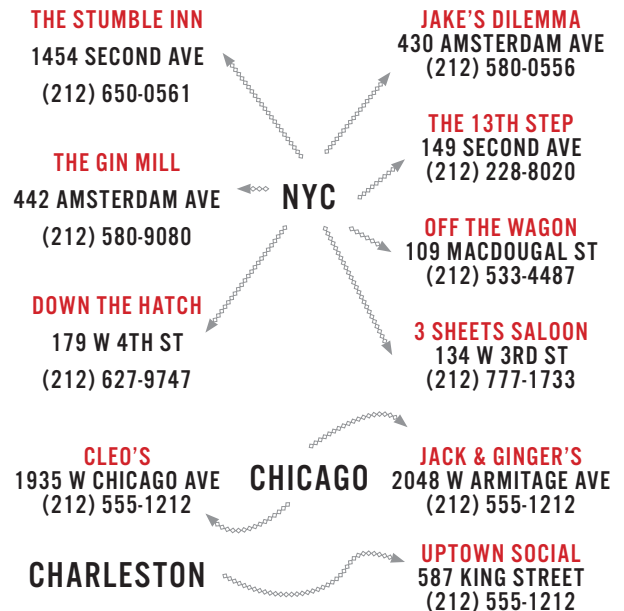 THE STUMBLE INN
1454 SECOND AVE
(212) 650-0561
JAKE'S DILEMMA
430 AMSTERDAM AVE
(212) 580-0556
THE 13TH STEP
149 SECOND AVE
(212) 228-8020
THE GIN MILL
442 AMSTERDAM AVE
(212) 580-9080
NYC
OFF THE WAGON
109 MACDOUGAL ST
(212) 533-4487
DOWN THE HATCH
179 W 4TH ST
(212) 627-9747
3 SHEETS SALOON
134 W 3RD ST
(212) 777-1733
CLEO'S
1935 W CHICAGO AVE
(212) 555-1212
CHICAGO
JACK & GINGER'S
2048 W ARMITAGE AVE
(212) 555-1212
CHARLESTON
UPTOWN SOCIAL
587 KING STREET
(212) 555-1212